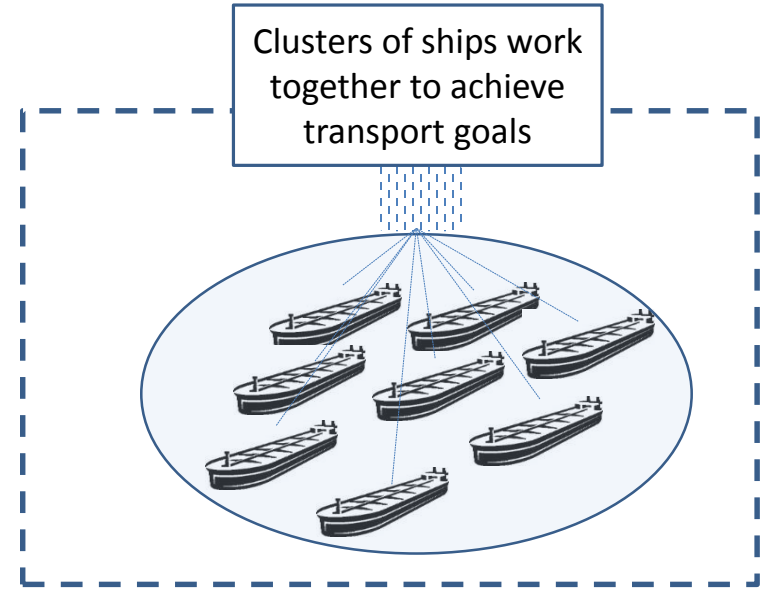 Clusters of ships work
together to achieve
transport goals